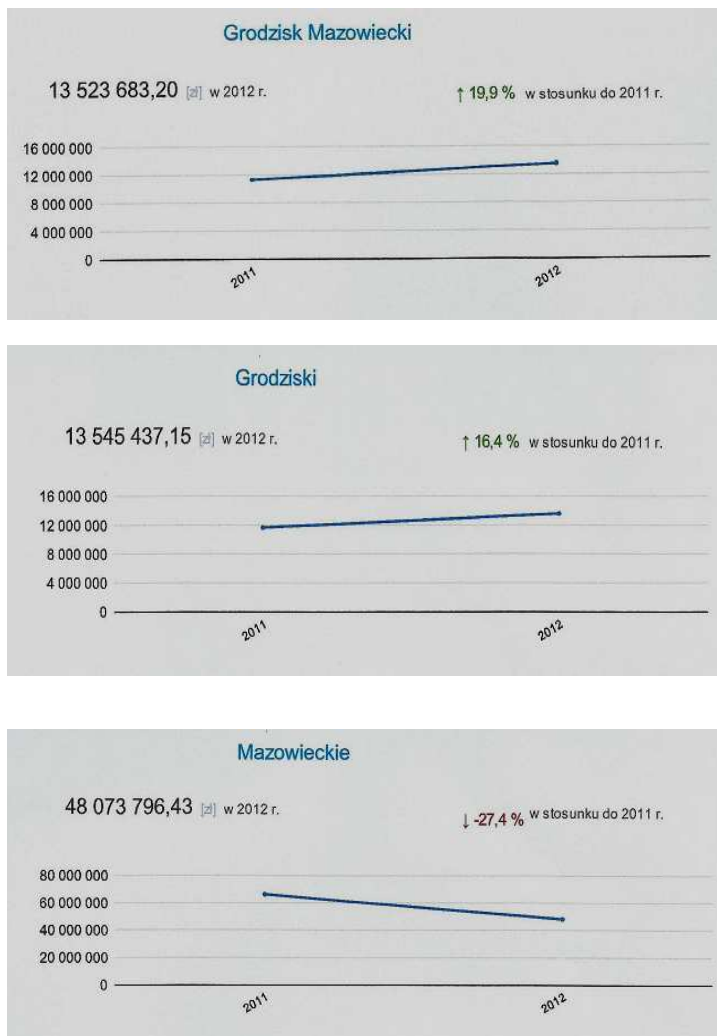 Grodzisk Mazowiecki
13 523 683,20 [zł] w 2012 r.
↑ 19,9 % w stosunku do 2011 r.
16 000 000
12 000 000
8 000 000
4 000 000
0
2011
2012
Grodziski
13 545 437,15 [zł] w 2012 r.
↑ 16,4 % w stosunku do 2011 r.
16 000 000
12 000 000
8 000 000
4 000 000
0
2011
2012
Mazowieckie
48 073 796,43 [zł] w 2012 r.
↓ -27,4 % w stosunku do 2011 r.
80 000 000
60 000 000
40 000 000
20 000 000
0
2011
2012